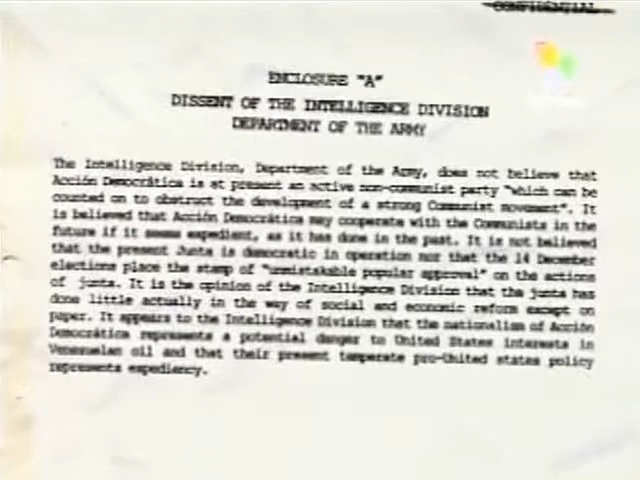 CONFIDENTIAL
ENCLOSURE "A"
DISSENT OF THE INTELLIGENCE DIVISION
DEPARTMENT OF THE ARMY
The Intelligence Division, Department of the Army, does not believe that
Acción Democrática is at present an active non-communist party "which can be
counted on to obstruct the development of a strong Communist movement". It
is believed that Acción Democrática may cooperate with the Communists in the
future if it seems expedient, as it has done in the past. It is not believed
that the present Junta is democratic in operation nor that the 14 December
elections place the stamp of "unmistakable popular approval" on the actions
of junta. It is the opinion of the Intelligence Division that the junta has
done little actually in the way of social and economic reform except on
paper. It appears to the Intelligence Division that the nationalism of Acción
Democrática represents a potential danger to United States interests in
Venezuelan oil and that their present temperate pro-United states policy
represents expediency.